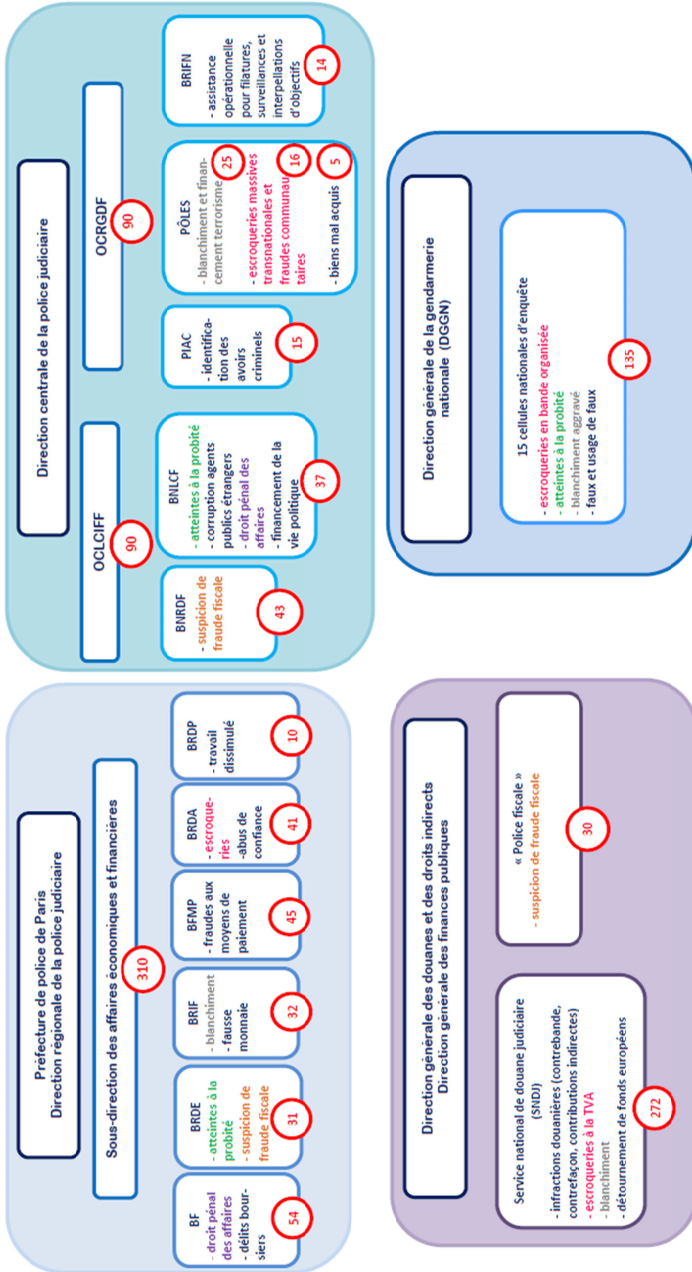 Préfecture de police de Paris
Direction régionale de la police judiciaire
Sous-direction des affaires économiques et financières
310
BF
- droit pénal
des affaires
- délits bour-
siers
54
BRDE
- atteintes à la
probité
- suspicion de
fraude fiscale
31
BRIF
- blanchiment
- fausse
monnaie
32
BFMP
- fraudes aux
moyens de
paiement
45
BRDA
- escroque-
ries
-abus de
confiance
41
BRDP
- travail
dissimulé
10
Direction centrale de la police judiciaire
OCLCIFF
90
OCRGDF
90
BNRDF
- suspicion de
fraude fiscale
43
BNLCF
- atteintes à la probité
- corruption agents
publics étrangers
- droit pénal des
affaires
- financement de la
vie politique
37
PIAC
- identifica-
tion des
avoirs
criminels
15
PÔLES
- blanchiment et finan-
cement terrorisme
25
- escroqueries massives
transnationales et
fraudes communau
taires
16
- biens mal acquis
5
BRIFN
- assistance
opérationnelle
pour filatures,
surveillances et
interpellations
d'objectifs
14
Direction générale des douanes et des droits indirects
Direction générale des finances publiques
Service national de douane judiciaire
(SNDJ)
- infractions douanières (contrebande,
contrefaçon, contributions indirectes)
- escroqueries à la TVA
- blanchiment
- détournement de fonds européens
272
« Police fiscale »
- suspicion de fraude fiscale
30
Direction générale de la gendarmerie
nationale (DGGN)
15 cellules nationales d'enquête
- escroqueries en bande organisée
- atteintes à la probité
- blanchiment aggravé
- faux et usage de faux
135